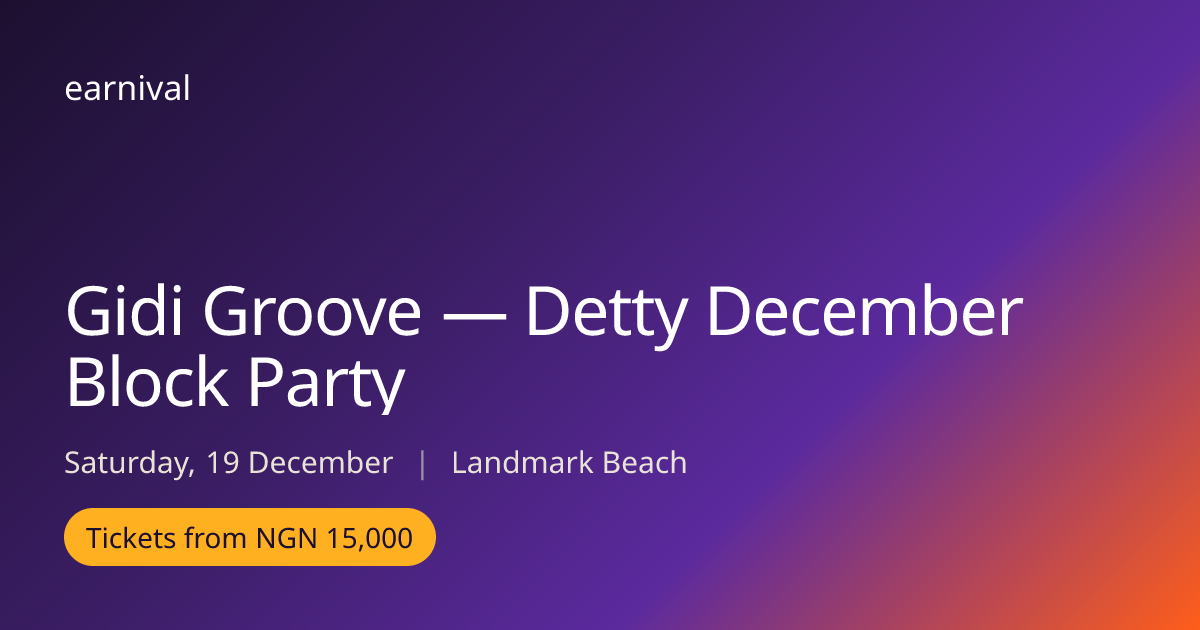 earnival
Gidi Groove — Detty December
Block Party
Saturday, 19 December | Landmark Beach
Tickets from NGN 15,000